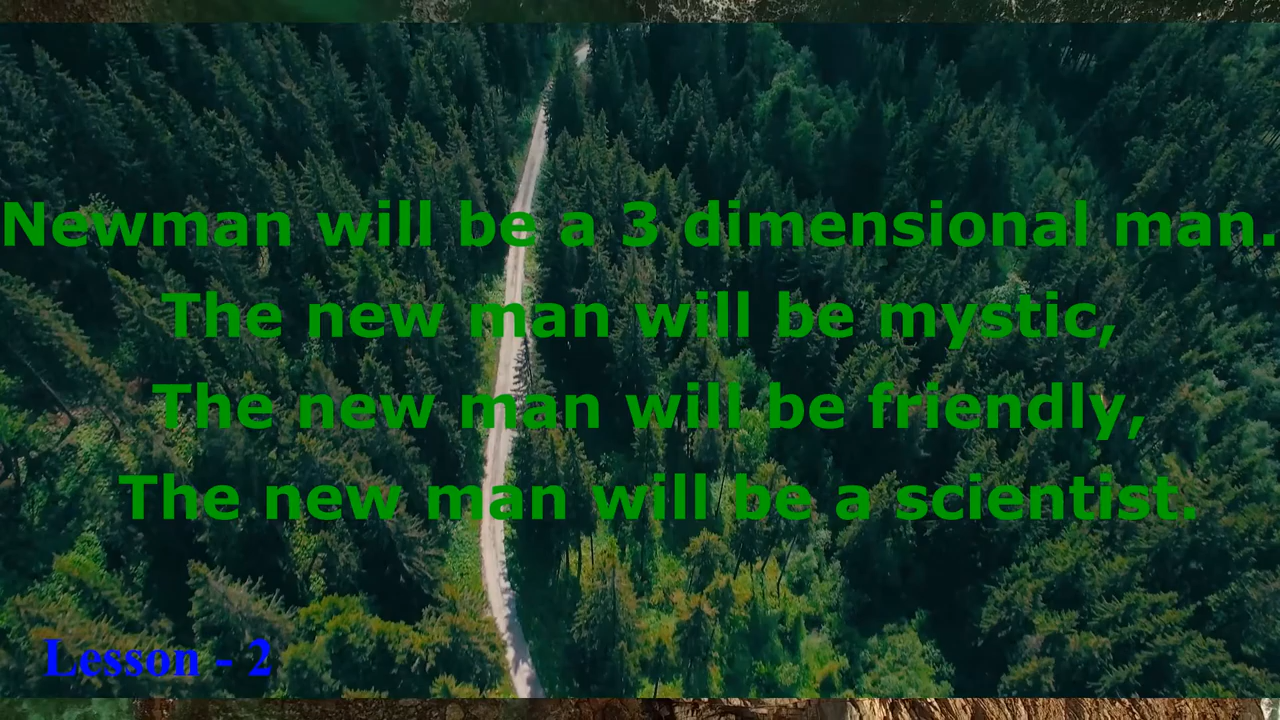 Newman will be a 3 dimensional man.
The new man will be mystic,
The new man will be friendly,
The new man will be a scientist.
Lesson - 2